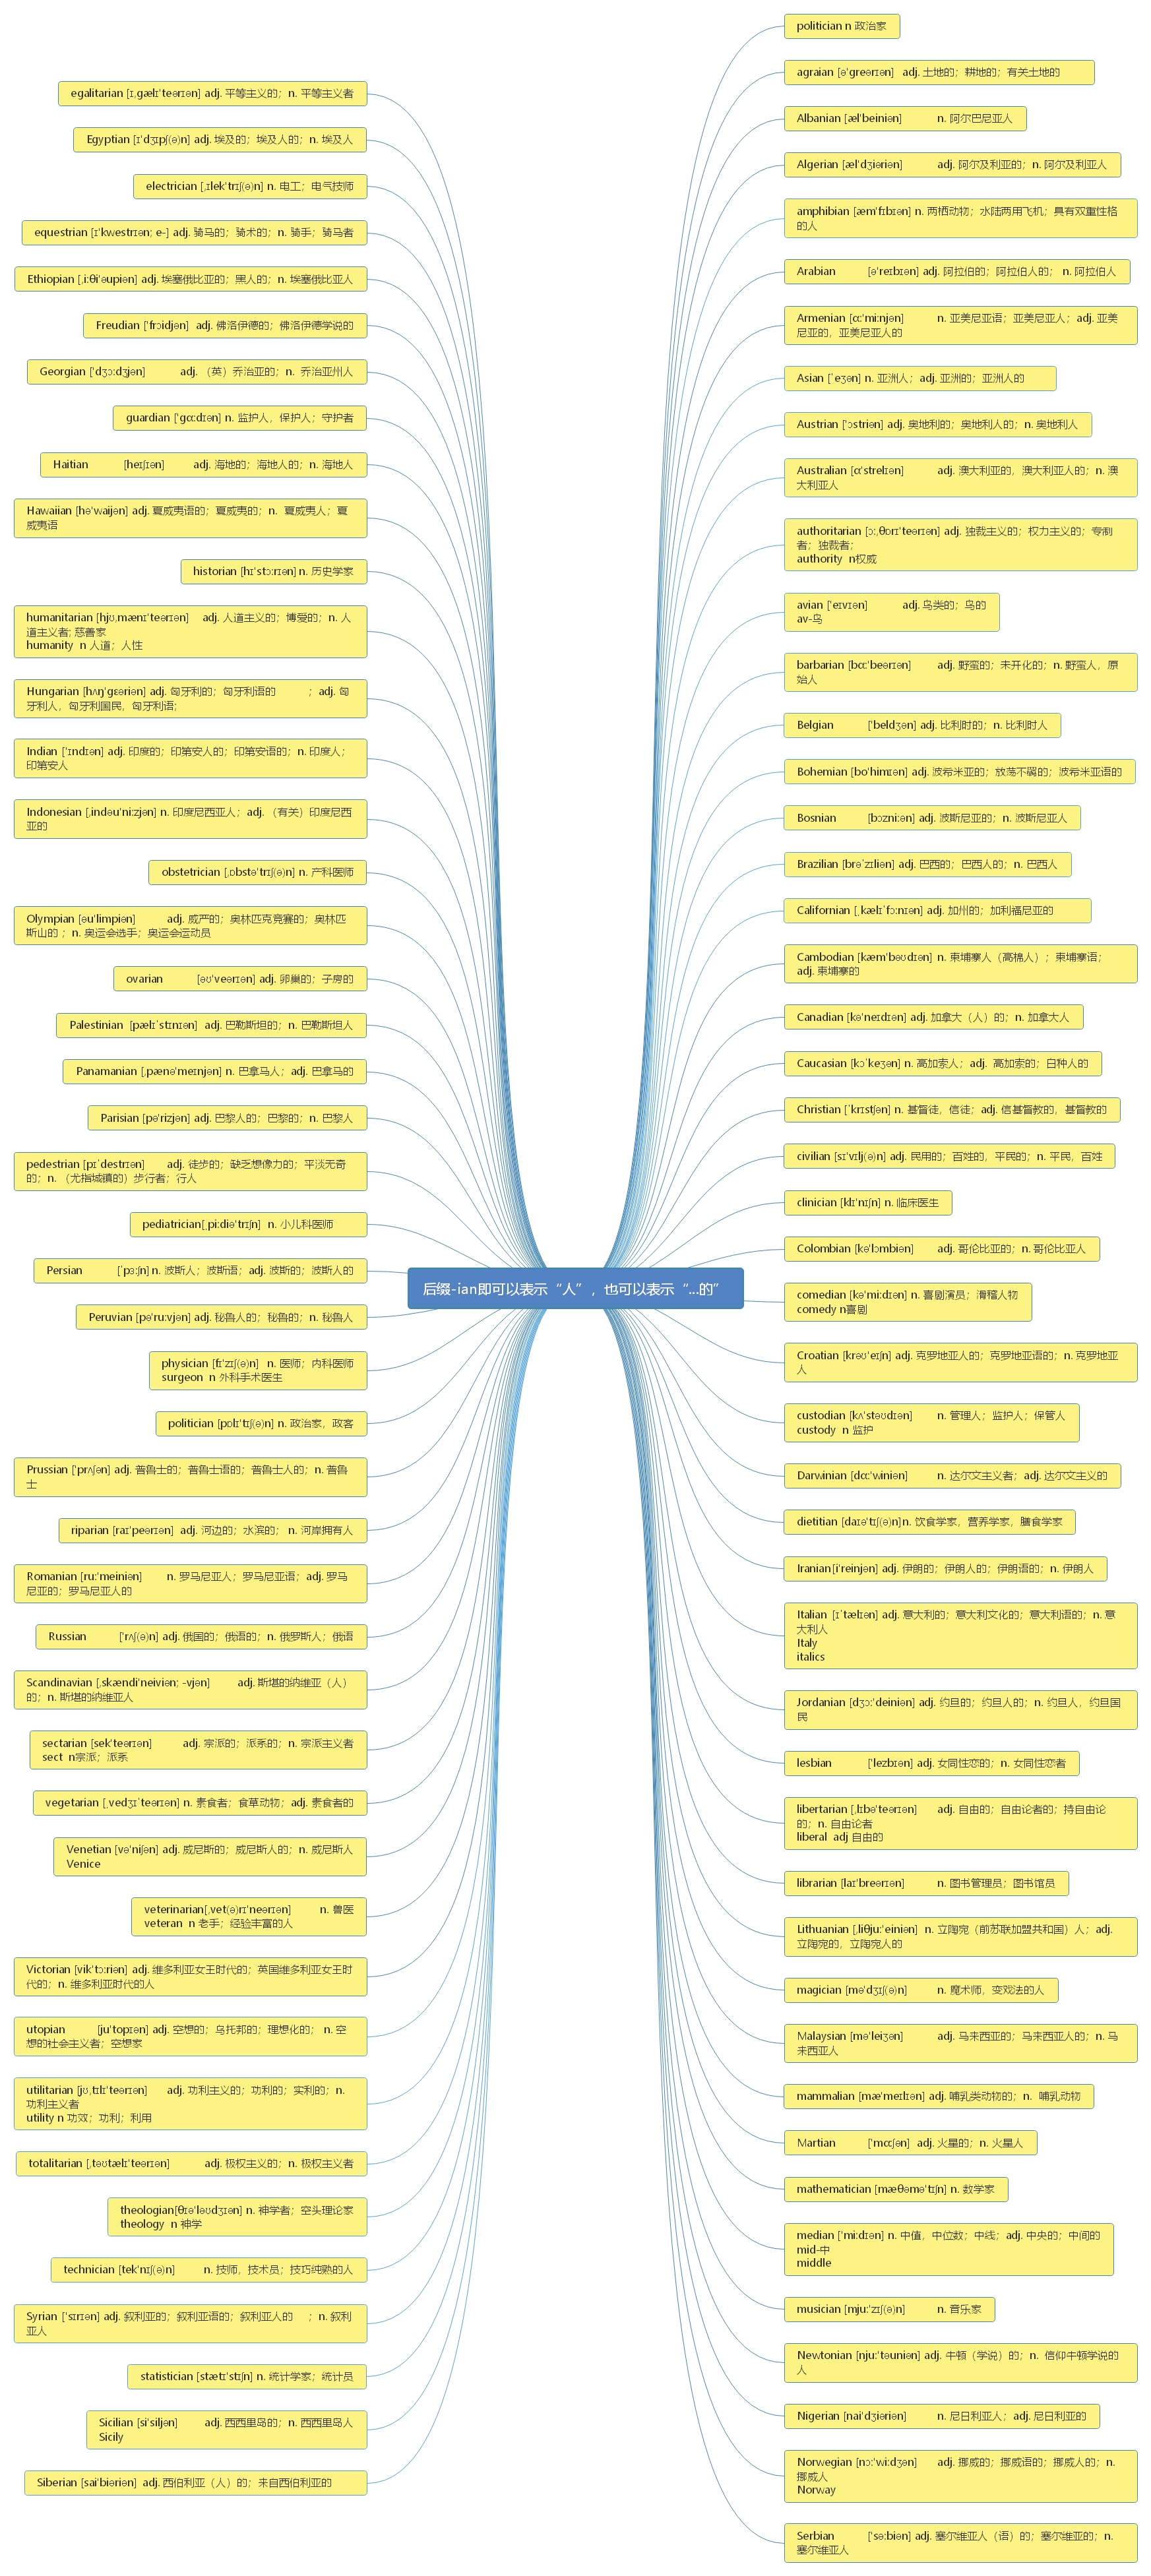 后缀-ian即可以表示“人”，也可以表示“...的”
politician n 政治家
agraian [ə'greərɪən] adj. 土地的；耕地的；有关土地的
Albanian [æl'beiniən] n. 阿尔巴尼亚人
Algerian [æl'dʒiəriən] adj. 阿尔及利亚的；n. 阿尔及利亚人
amphibian [æm'fɪbɪən] n. 两栖动物；水陆两用飞机；具有双重性格
的人
Arabian [ə'reɪbɪən] adj. 阿拉伯的；阿拉伯人的； n. 阿拉伯人
Armenian [ɑː'mi:njən] n. 亚美尼亚语；亚美尼亚人；adj. 亚美
尼亚的，亚美尼亚人的
Asian [ˈeʒən] n. 亚洲人；adj. 亚洲的；亚洲人的
Austrian ['ɔstriən] adj. 奥地利的；奥地利人的；n. 奥地利人
Australian [ɑ'strelɪən] adj. 澳大利亚的，澳大利亚人的；n. 澳
大利亚人
authoritarian [ɔː,θɒrɪ'teərɪən] adj. 独裁主义的；权力主义的；专制
者；独裁者；
authority n权威
avian ['eɪvɪən] adj. 鸟类的；鸟的
av-鸟
barbarian [bɑː'beərɪən] adj. 野蛮的；未开化的；n. 野蛮人，原
始人
Belgian ['beldʒən] adj. 比利时的；n. 比利时人
Bohemian [bo'himɪən] adj. 波希米亚的；放荡不羁的；波希米亚语的
Bosnian [bɔzni:ən] adj. 波斯尼亚的；n. 波斯尼亚人
Brazilian [brəˈzɪliən] adj. 巴西的；巴西人的；n. 巴西人
Californian [ˌkælɪˈfɔ:nɪən] adj. 加州的；加利福尼亚的
Cambodian [kæm'bəʊdɪən] n. 柬埔寨人（高棉人）；柬埔寨语；
adj. 柬埔寨的
Canadian [kə'neɪdɪən] adj. 加拿大（人）的；n. 加拿大人
Caucasian [kɔˈkeʒən] n. 高加索人；adj. 高加索的；白种人的
Christian [ˈkrɪstʃən] n. 基督徒，信徒；adj. 信基督教的，基督教的
civilian [sɪ'vɪlj(ə)n] adj. 民用的；百姓的，平民的；n. 平民，百姓
clinician [klɪ'nɪʃn] n. 临床医生
Colombian [kə'lɔmbiən] adj. 哥伦比亚的；n. 哥伦比亚人
comedian [kə'mi:dɪən] n. 喜剧演员；滑稽人物
comedy n喜剧
Croatian [krəʊ'eɪʃn] adj. 克罗地亚人的；克罗地亚语的；n. 克罗地亚
人
custodian [kʌ'stəʊdɪən] n. 管理人；监护人；保管人
custody n 监护
Darwinian [dɑː'winiən] n. 达尔文主义者；adj. 达尔文主义的
dietitian [daɪə'tɪʃ(ə)n]n. 饮食学家，营养学家，膳食学家
Iranian[i'reinjən] adj. 伊朗的；伊朗人的；伊朗语的；n. 伊朗人
Italian [ɪˈtælɪən] adj. 意大利的；意大利文化的；意大利语的；n. 意
大利人
Italy
italics
Jordanian [dʒɔ:'deiniən] adj. 约旦的；约旦人的；n. 约旦人，约旦国
民
lesbian ['lezbɪən] adj. 女同性恋的；n. 女同性恋者
libertarian [ˌlɪbə'teərɪən] adj. 自由的；自由论者的；持自由论
的；n. 自由论者
liberal adj 自由的
librarian [laɪ'breərɪən] n. 图书管理员；图书馆员
Lithuanian [ˌliθju:'einiən] n. 立陶宛（前苏联加盟共和国）人；adj.
立陶宛的，立陶宛人的
magician [mə'dʒɪʃ(ə)n] n. 魔术师，变戏法的人
Malaysian [mə'leiʒən] adj. 马来西亚的；马来西亚人的；n. 马
来西亚人
mammalian [mæ'meɪlɪən] adj. 哺乳类动物的；n. 哺乳动物
Martian ['mɑːʃən] adj. 火星的；n. 火星人
mathematician [mæθəmə'tɪʃn] n. 数学家
median ['mi:dɪən] n. 中值，中位数；中线；adj. 中央的；中间的
mid-中
middle
musician [mju:'zɪʃ(ə)n] n. 音乐家
Newtonian [nju:'təuniən] adj. 牛顿（学说）的；n. 信仰牛顿学说的
人
Nigerian [nai'dʒiəriən] n. 尼日利亚人；adj. 尼日利亚的
Norwegian [nɔ:'wi:dʒən] adj. 挪威的；挪威语的；挪威人的；n.
挪威人
Norway
Serbian ['sə:biən] adj. 塞尔维亚人（语）的；塞尔维亚的；n.
塞尔维亚人
egalitarian [ɪˌgælɪ'teərɪən] adj. 平等主义的；n. 平等主义者
Egyptian [ɪ'dʒɪpʃ(ə)n] adj. 埃及的；埃及人的；n. 埃及人
electrician [ˌɪlek'trɪʃ(ə)n] n. 电工；电气技师
equestrian [ɪ'kwestrɪən; e-] adj. 骑马的；骑术的；n. 骑手；骑马者
Ethiopian [ˌi:θi'əupiən] adj. 埃塞俄比亚的；黑人的；n. 埃塞俄比亚人
Freudian ['frɔidjən] adj. 佛洛伊德的；佛洛伊德学说的
Georgian ['dʒɔ:dʒjən] adj. （英）乔治亚的；n. 乔治亚州人
guardian ['gɑːdɪən] n. 监护人，保护人；守护者
Haitian [heɪʃɪən] adj. 海地的；海地人的；n. 海地人
Hawaiian [hə'waijən] adj. 夏威夷语的；夏威夷的；n. 夏威夷人；夏
威夷语
historian [hɪ'stɔ:rɪən] n. 历史学家
humanitarian [hjʊˌmænɪ'teərɪən] adj. 人道主义的；博爱的；n. 人
道主义者; 慈善家
humanity n 人道；人性
Hungarian [hʌŋ'gɛəriən] adj. 匈牙利的；匈牙利语的 ；adj. 匈
牙利人，匈牙利国民，匈牙利语;
Indian ['ɪndɪən] adj. 印度的；印第安人的；印第安语的；n. 印度人；
印第安人
Indonesian [ˌindəu'ni:zjən] n. 印度尼西亚人；adj. （有关）印度尼西
亚的
obstetrician [ˌɒbstə'trɪʃ(ə)n] n. 产科医师
Olympian [əu'limpiən] adj. 威严的；奥林匹克竞赛的；奥林匹
斯山的；n. 奥运会选手；奥运会运动员
ovarian [əʊ'veərɪən] adj. 卵巢的；子房的
Palestinian [pælɪˈstɪnɪən] adj. 巴勒斯坦的；n. 巴勒斯坦人
Panamanian [ˌpænə'meɪnjən] n. 巴拿马人；adj. 巴拿马的
Parisian [pə'rizjən] adj. 巴黎人的；巴黎的；n. 巴黎人
pedestrian [pɪˈdestrɪən] adj. 徒步的；缺乏想像力的；平淡无奇
的；n. （尤指城镇的）步行者；行人
pediatrician[ˌpi:diə'trɪʃn] n. 小儿科医师
Persian [ˈpɜ:ʃn] n. 波斯人；波斯语；adj. 波斯的；波斯人的
Peruvian [pə'ru:vjən] adj. 秘鲁人的；秘鲁的；n. 秘鲁人
physician [fɪ'zɪʃ(ə)n] n. 医师；内科医师
surgeon n 外科手术医生
politician [pɒlɪ'tɪʃ(ə)n] n. 政治家，政客
Prussian ['prʌʃən] adj. 普鲁士的；普鲁士语的；普鲁士人的；n. 普鲁
士
riparian [raɪ'peərɪən] adj. 河边的；水滨的； n. 河岸拥有人
Romanian [ru:'meiniən] n. 罗马尼亚人；罗马尼亚语；adj. 罗马
尼亚的；罗马尼亚人的
Russian ['rʌʃ(ə)n] adj. 俄国的；俄语的；n. 俄罗斯人；俄语
Scandinavian [ˌskændi'neiviən; -vjən] adj. 斯堪的纳维亚（人）
的；n. 斯堪的纳维亚人
sectarian [sek'teərɪən] adj. 宗派的；派系的；n. 宗派主义者
sect n宗派；派系
vegetarian [ˌvedʒɪˈteərɪən] n. 素食者；食草动物；adj. 素食者的
Venetian [və'niʃən] adj. 威尼斯的；威尼斯人的；n. 威尼斯人
Venice
veterinarian[ˌvet(ə)rɪ'neərɪən] n. 兽医
veteran n 老手；经验丰富的人
Victorian [vik'tɔ:riən] adj. 维多利亚女王时代的；英国维多利亚女王时
代的；n. 维多利亚时代的人
utopian [ju'topɪən] adj. 空想的；乌托邦的；理想化的； n. 空
想的社会主义者；空想家
utilitarian [jʊˌtɪlɪ'teərɪən] adj. 功利主义的；功利的；实利的；n.
功利主义者
utility n 功效；功利；利用
totalitarian [ˌtəʊtælɪ'teərɪən] adj. 极权主义的；n. 极权主义者
theologian[θɪə'ləʊdʒɪən] n. 神学者；空头理论家
theology n 神学
technician [tek'nɪʃ(ə)n] n. 技师，技术员；技巧纯熟的人
Syrian ['sɪrɪən] adj. 叙利亚的；叙利亚语的；叙利亚人的 ；n. 叙利
亚人
statistician [stætɪ'stɪʃn] n. 统计学家；统计员
Sicilian [si'siljən] adj. 西西里岛的；n. 西西里岛人
Sicily
Siberian [sai'biəriən] adj. 西伯利亚（人）的；来自西伯利亚的